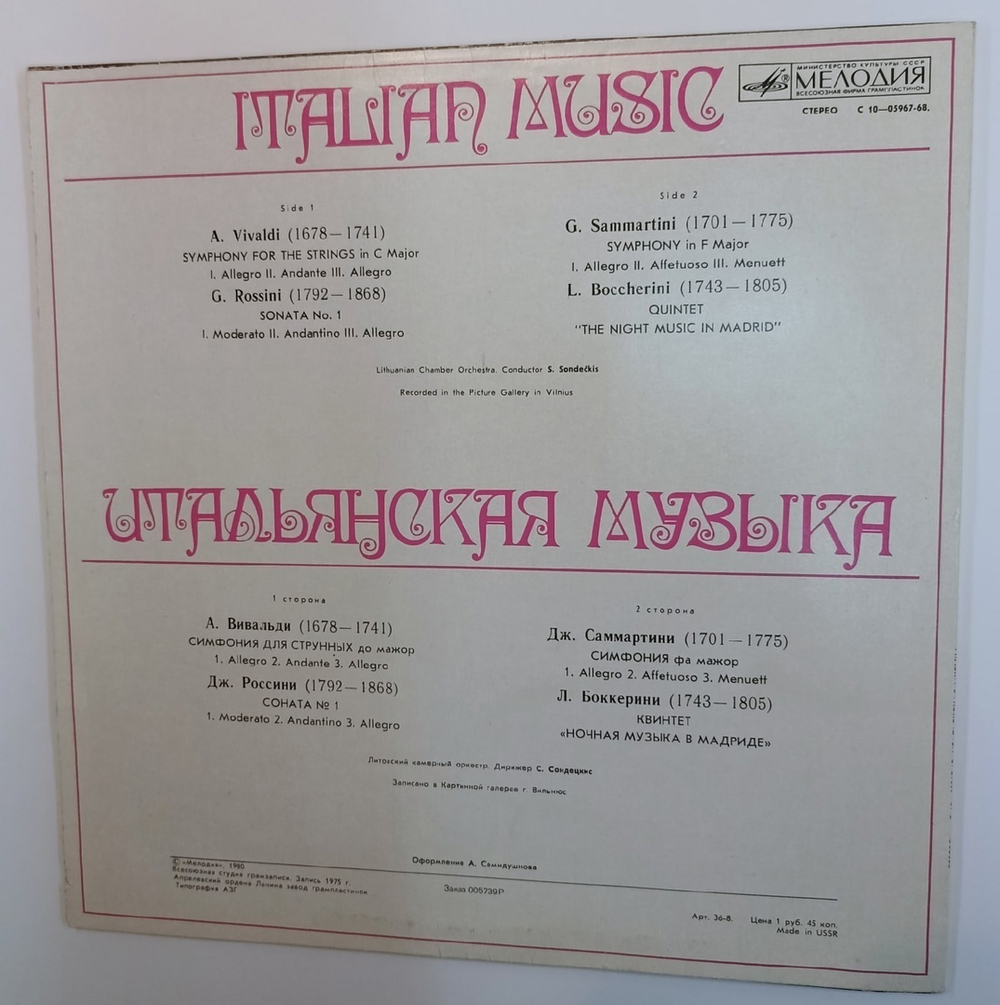 ITALIAN MUSIC
МИНИСТЕРСТВО КУЛЬТУРЫ СССР
® МЕЛОДИЯ
ВСЕСОЮЗНАЯ ФИРМА ГРАМПЛАСТИНОК
СТЕРЕО С 10—05967-68.
Side 1
A. Vivaldi (1678—1741)
SYMPHONY FOR THE STRINGS in C Major
I. Allegro II. Andante III. Allegro
G. Rossini (1792—1868)
SONATA No. 1
I. Moderato II. Andantino III. Allegro
Side 2
G. Sammartini (1701—1775)
SYMPHONY in F Major
I. Allegro II. Affetuoso III. Menuett
L. Boccherini (1743—1805)
QUINTET
"THE NIGHT MUSIC IN MADRID"
Lithuanian Chamber Orchestra. Conductor S. Sondečkis
Recorded in the Picture Gallery in Vilnius
ИТАЛЬЯНСКАЯ МУЗЫКА
1 сторона
А. Вивальди (1678—1741)
СИМФОНИЯ ДЛЯ СТРУННЫХ до мажор
1. Allegro 2. Andante 3. Allegro
Дж. Россини (1792—1868)
СОНАТА № 1
1. Moderato 2. Andantino 3. Allegro
2 сторона
Дж. Саммартини (1701—1775)
СИМФОНИЯ фа мажор
1. Allegro 2. Affetuoso 3. Menuett
Л. Боккерини (1743—1805)
КВИНТЕТ
«НОЧНАЯ МУЗЫКА В МАДРИДЕ»
Литовский камерный оркестр. Дирижер С. Сондецкис
Записано в Картинной галерее г. Вильнюс
Оформление А. Самидушнова
© «Мелодия», 1980
Всесоюзная студия грамзаписи. Запись 1975 г.
Апрелевский ордена Ленина завод грампластинок
Типография АЗГ
Заказ 005739Р
Арт. 36-8. Цена 1 руб. 45 коп.
Made in USSR